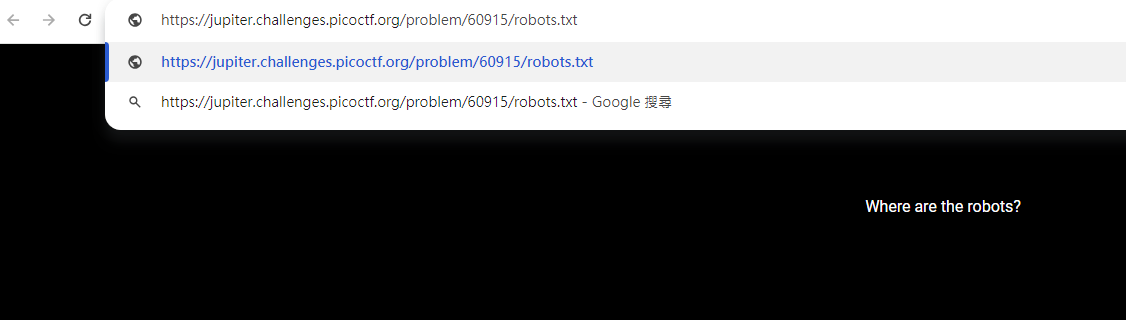 https://jupiter.challenges.picoctf.org/problem/60915/robots.txt
https://jupiter.challenges.picoctf.org/problem/60915/robots.txt
https://jupiter.challenges.picoctf.org/problem/60915/robots.txt - Google 搜尋
Where are the robots?